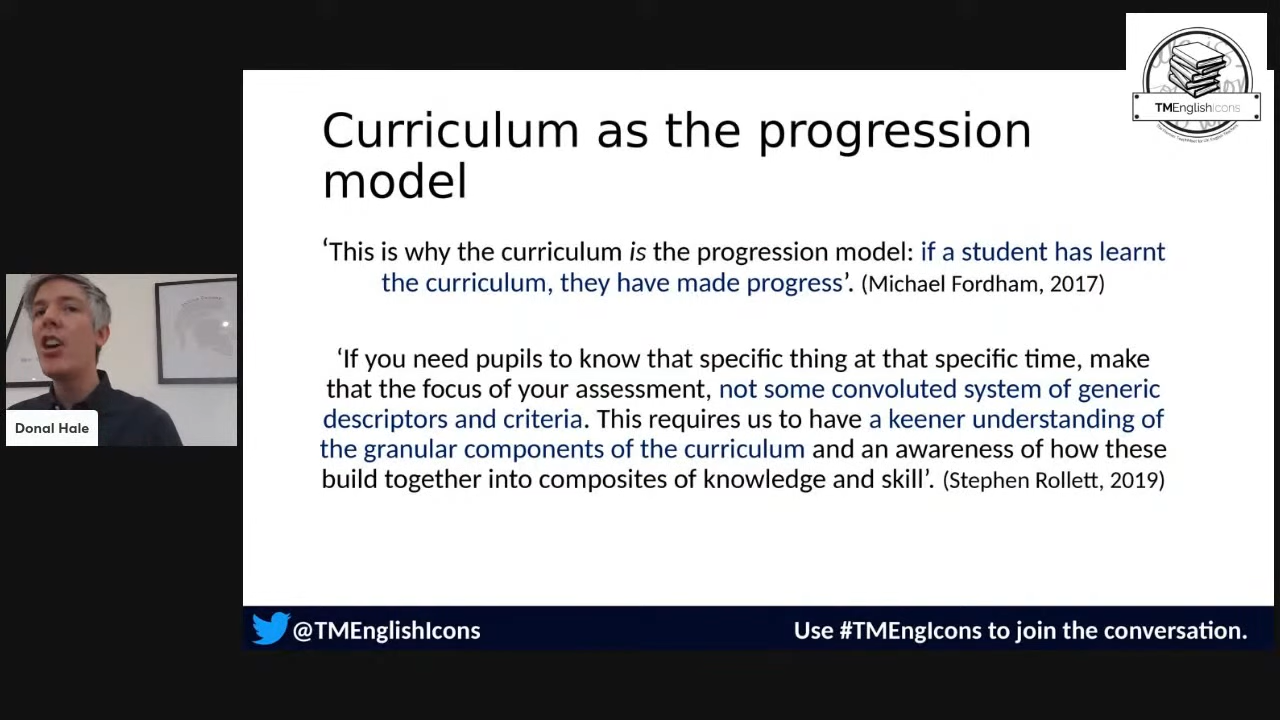 TMEnglishIcons
Curriculum as the progression
model
‘This is why the curriculum is the progression model: if a student has learnt
the curriculum, they have made progress’. (Michael Fordham, 2017)
‘If you need pupils to know that specific thing at that specific time, make
that the focus of your assessment, not some convoluted system of generic
descriptors and criteria. This requires us to have a keener understanding of
the granular components of the curriculum and an awareness of how these
build together into composites of knowledge and skill’. (Stephen Rollett, 2019)
Donal Hale
@TMEnglishIcons
Use #TMEngIcons to join the conversation.